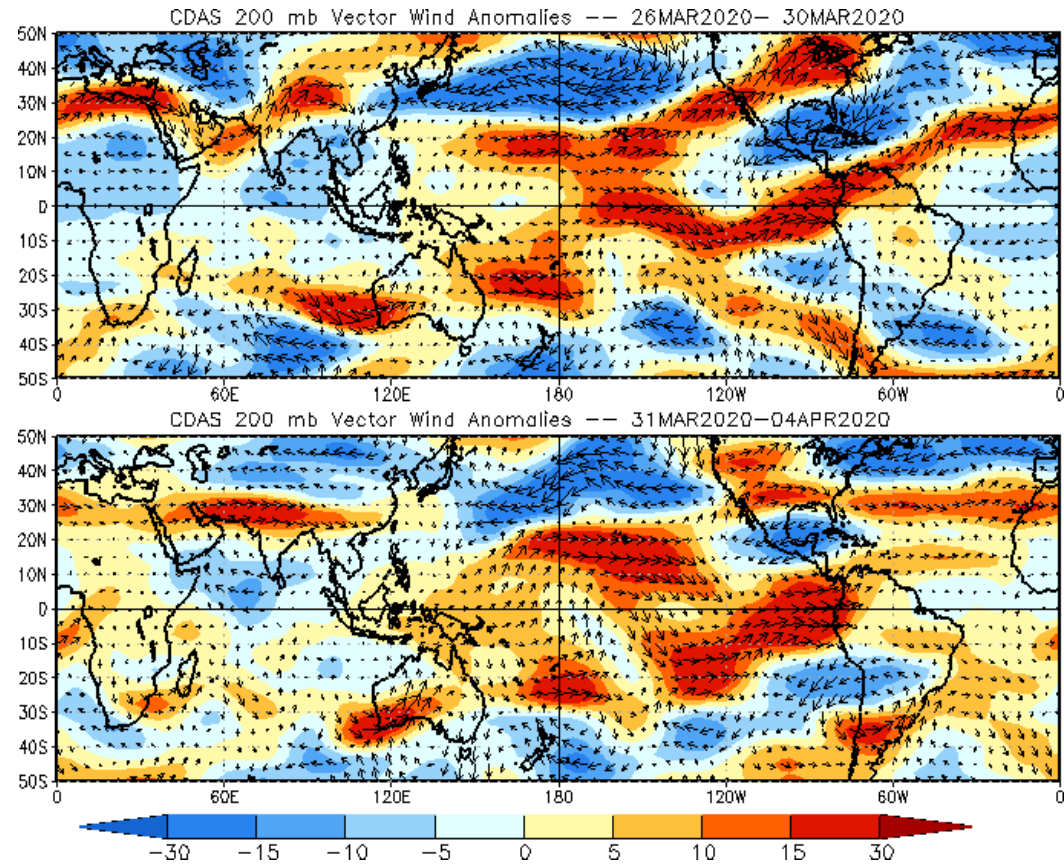 CDAS 200 mb Vector Wind Anomalies -- 26MAR2020- 30MAR2020
50N
40N
30N
20N
10N
0
10S
20S
30S
40S
50S
0 60E 120E 180 120W 60W 0
CDAS 200 mb Vector Wind Anomalies -- 31MAR2020-04APR2020
50N
40N
30N
20N
10N
0
10S
20S
30S
40S
50S
0 60E 120E 180 120W 60W 0
-30 -15 -10 -5 0 5 10 15 30